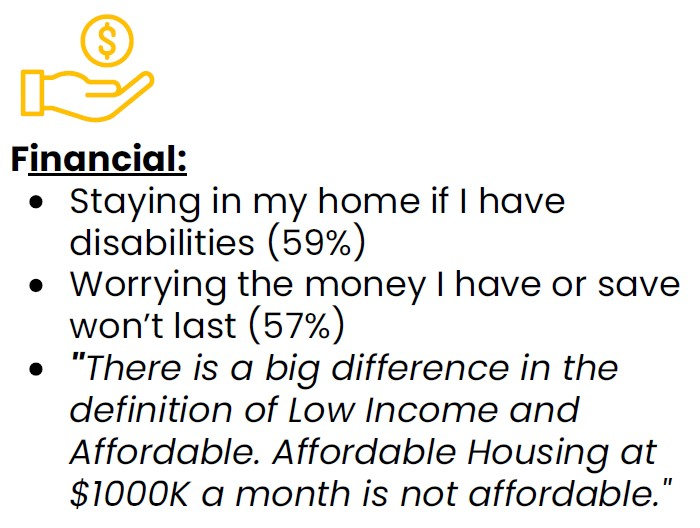 $
Financial:
• Staying in my home if I have
disabilities (59%)
• Worrying the money I have or save
won’t last (57%)
• "There is a big difference in the
definition of Low Income and
Affordable. Affordable Housing at
$1000K a month is not affordable."